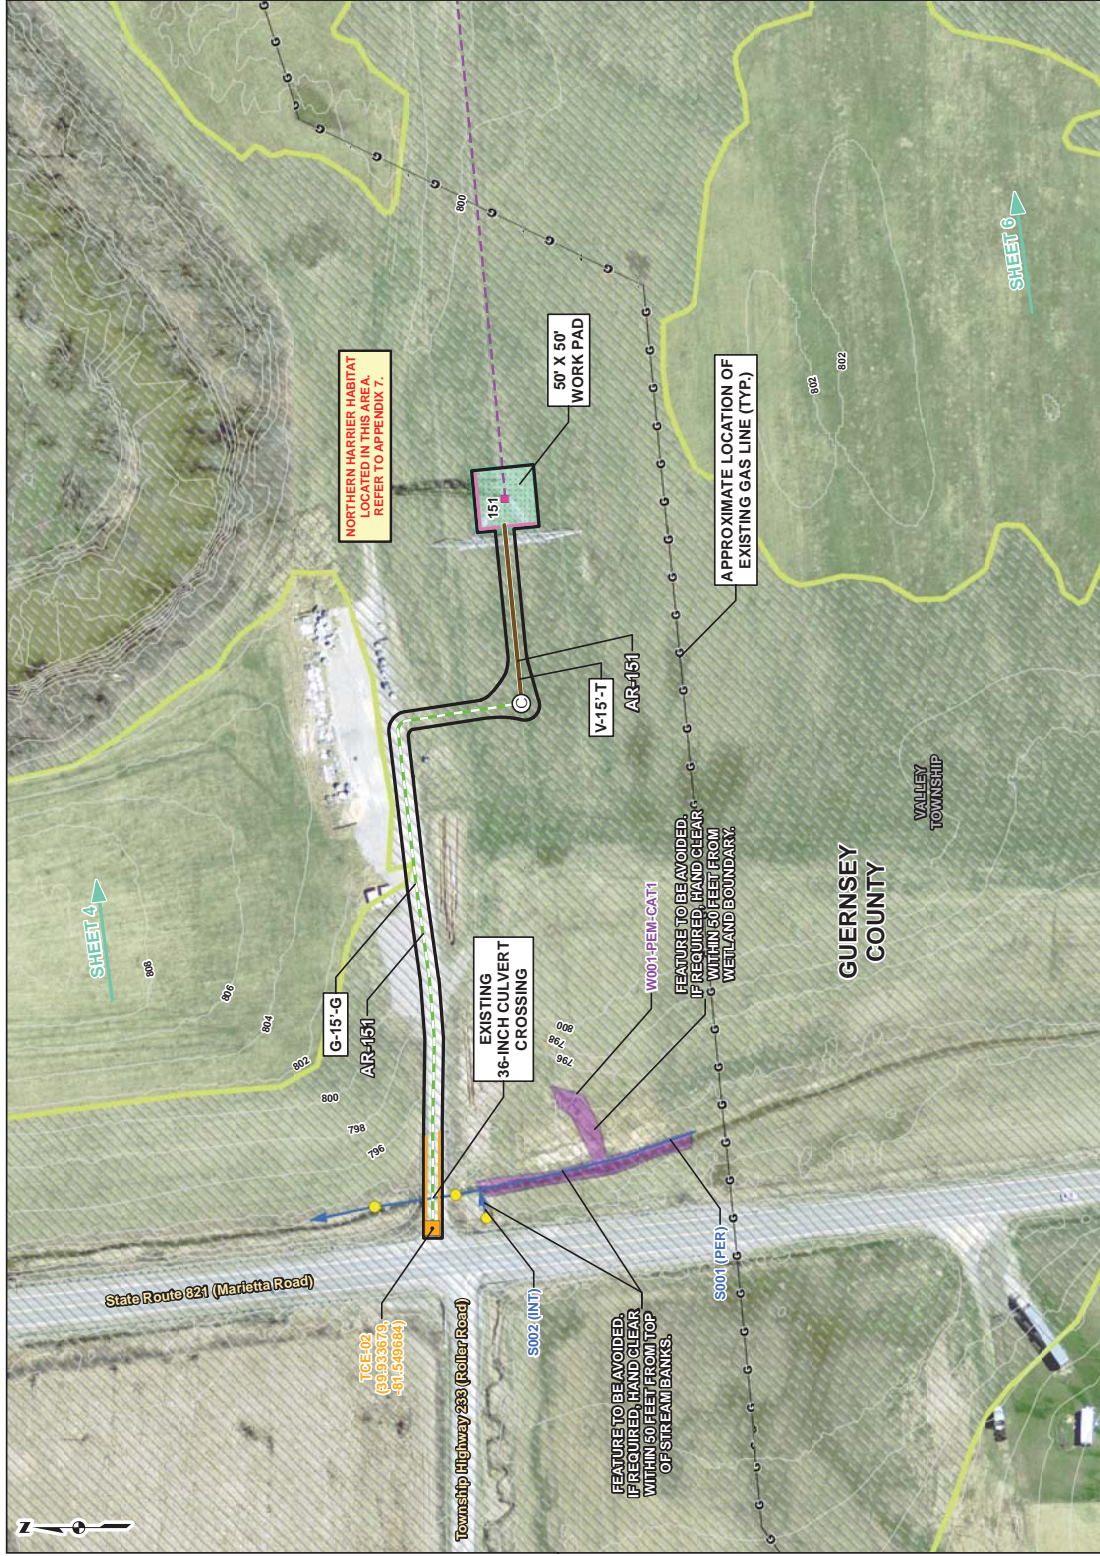 SHEET 4
808
806
804
802
800
798
796
State Route 821 (Marietta Road)
TCE-02
(39.933679,
-81.549684)
Township Highway 233 (Roller Road)
G-15'-G
AR-151
EXISTING
36-INCH CULVERT
CROSSING
S002 (INT)
FEATURE TO BE AVOIDED.
IF REQUIRED, HAND CLEAR
WITHIN 50 FEET FROM TOP
OF STREAM BANKS.
S001 (PER)
800
798
796
W001-PEM-CAT1
FEATURE TO BE AVOIDED.
IF REQUIRED, HAND CLEAR
WITHIN 50 FEET FROM
WETLAND BOUNDARY.
NORTHERN HARRIER HABITAT
LOCATED IN THIS AREA.
REFER TO APPENDIX 7.
C
V-15'-T
AR-151
151
50' X 50'
WORK PAD
800
APPROXIMATE LOCATION OF
EXISTING GAS LINE (TYP.)
GUERNSEY
COUNTY
VALLEY
TOWNSHIP
802
802
SHEET 6
N